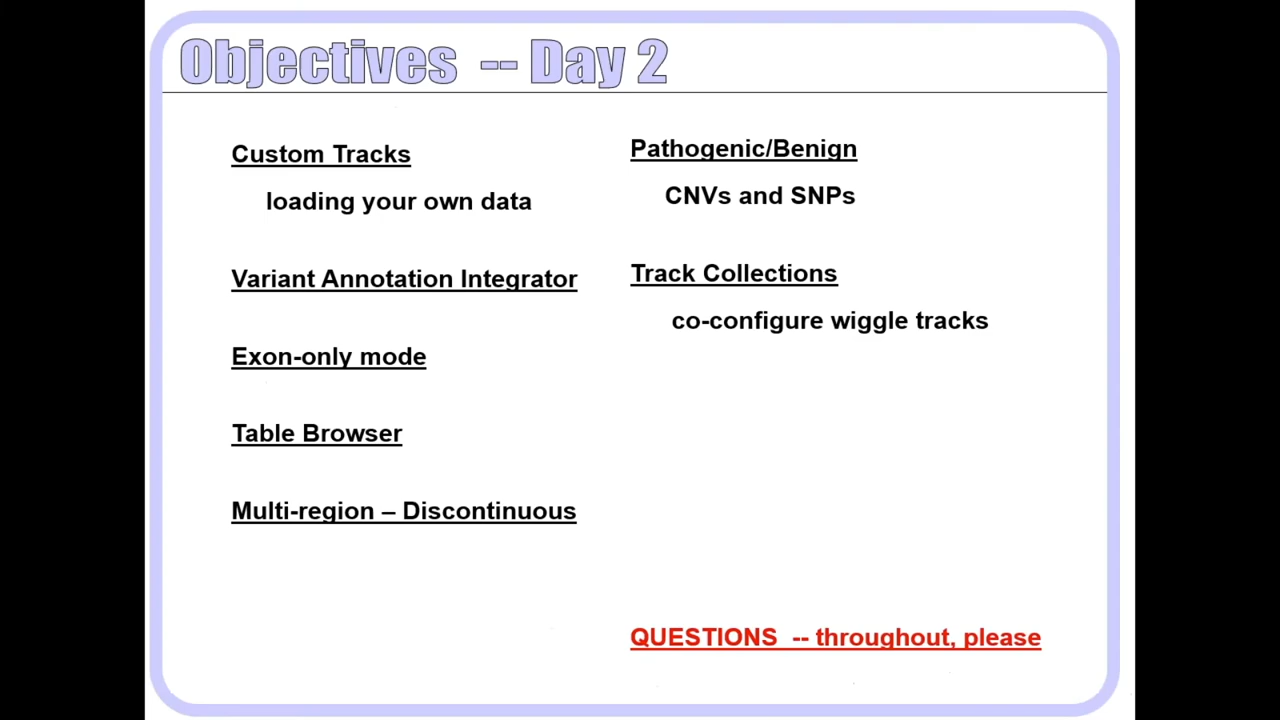 Objectives -- Day 2
Custom Tracks
loading your own data
Variant Annotation Integrator
Exon-only mode
Table Browser
Multi-region – Discontinuous
Pathogenic/Benign
CNVs and SNPs
Track Collections
co-configure wiggle tracks
QUESTIONS -- throughout, please